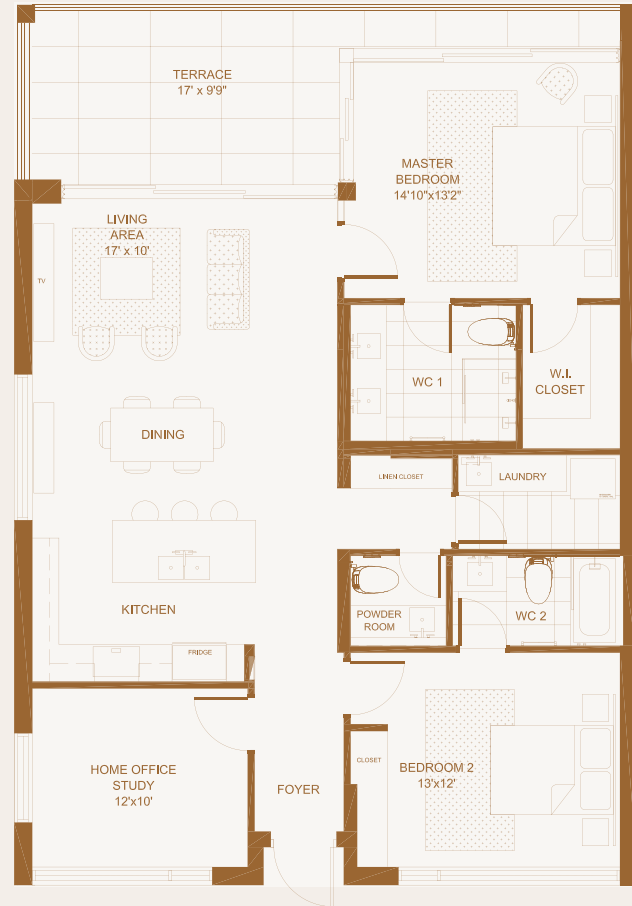 TERRACE
17' x 9'9"
MASTER
BEDROOM
14'10"x13'2"
LIVING
AREA
17' x 10'
TV
WC 1
W.I.
CLOSET
DINING
LINEN CLOSET
LAUNDRY
KITCHEN
POWDER
ROOM
WC 2
FRIDGE
HOME OFFICE
STUDY
12'x10'
FOYER
CLOSET
BEDROOM 2
13'x12'